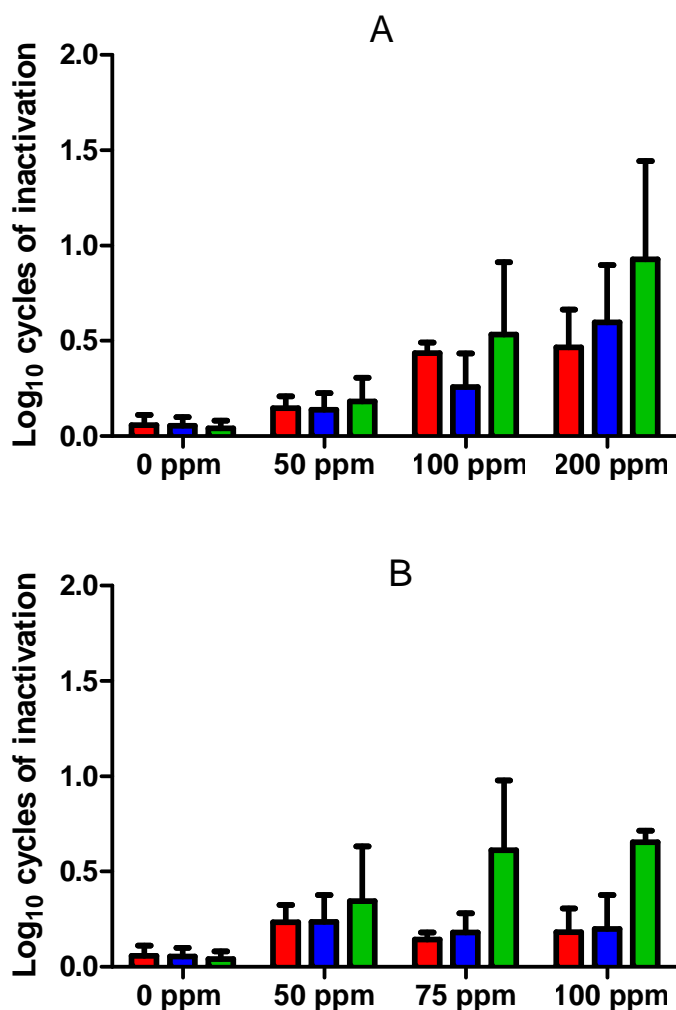 A
Log₁₀ cycles of inactivation
2.0
1.5
1.0
0.5
0.0
0 ppm 50 ppm 100 ppm 200 ppm
B
Log₁₀ cycles of inactivation
2.0
1.5
1.0
0.5
0.0
0 ppm 50 ppm 75 ppm 100 ppm